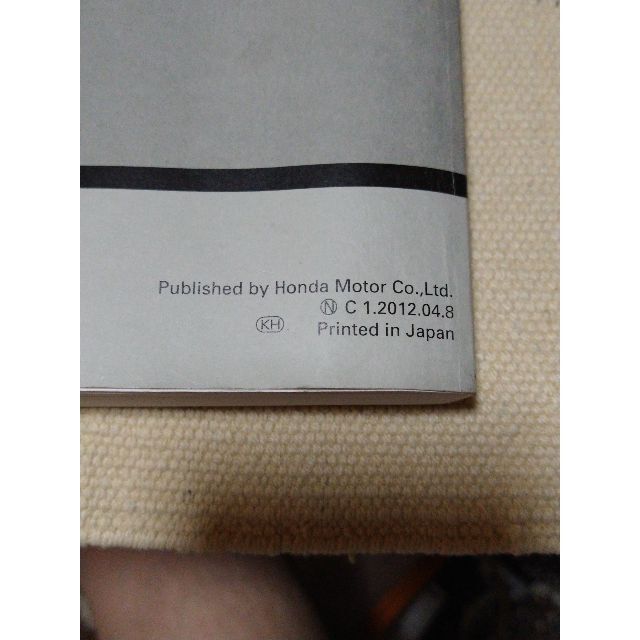 Published by Honda Motor Co.,Ltd.
Ⓝ C 1.2012.04.8
KH Printed in Japan